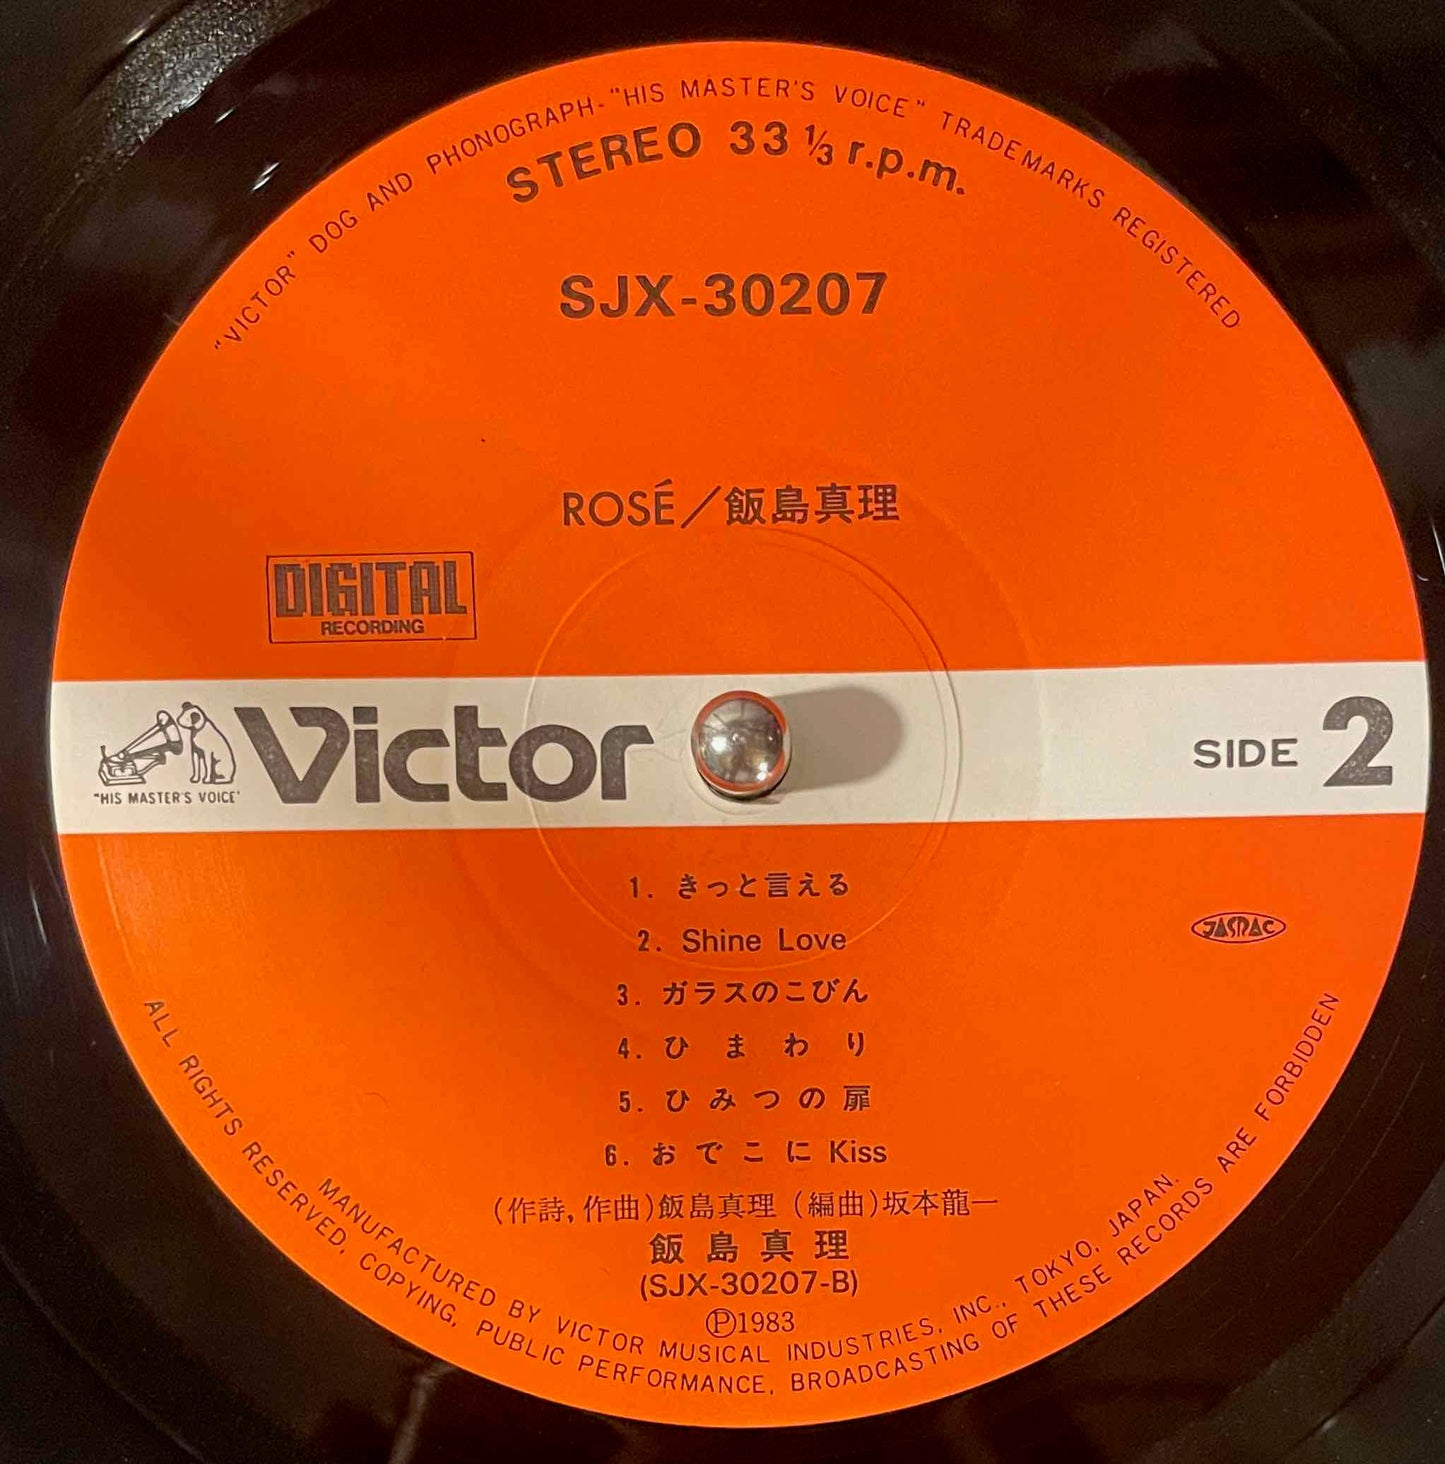 "VICTOR" DOG AND PHONOGRAPH-"HIS MASTER'S VOICE" TRADEMARKS REGISTERED
STEREO 33 1/3 r.p.m.
SJX-30207
ROSÉ／飯島真理
DIGITAL
RECORDING
Victor
"HIS MASTER'S VOICE"
SIDE 2
1. きっと言える
2. Shine Love
3. ガラスのこびん
4. ひまわり
5. ひみつの扉
6. おでこにKiss
JASRAC
(作詩,作曲)飯島真理 (編曲)坂本龍一
飯島真理
(SJX-30207-B)
Ⓟ1983
MANUFACTURED BY VICTOR MUSICAL INDUSTRIES, INC., TOKYO, JAPAN.
ALL RIGHTS RESERVED, COPYING, PUBLIC PERFORMANCE, BROADCASTING OF THESE RECORDS ARE FORBIDDEN